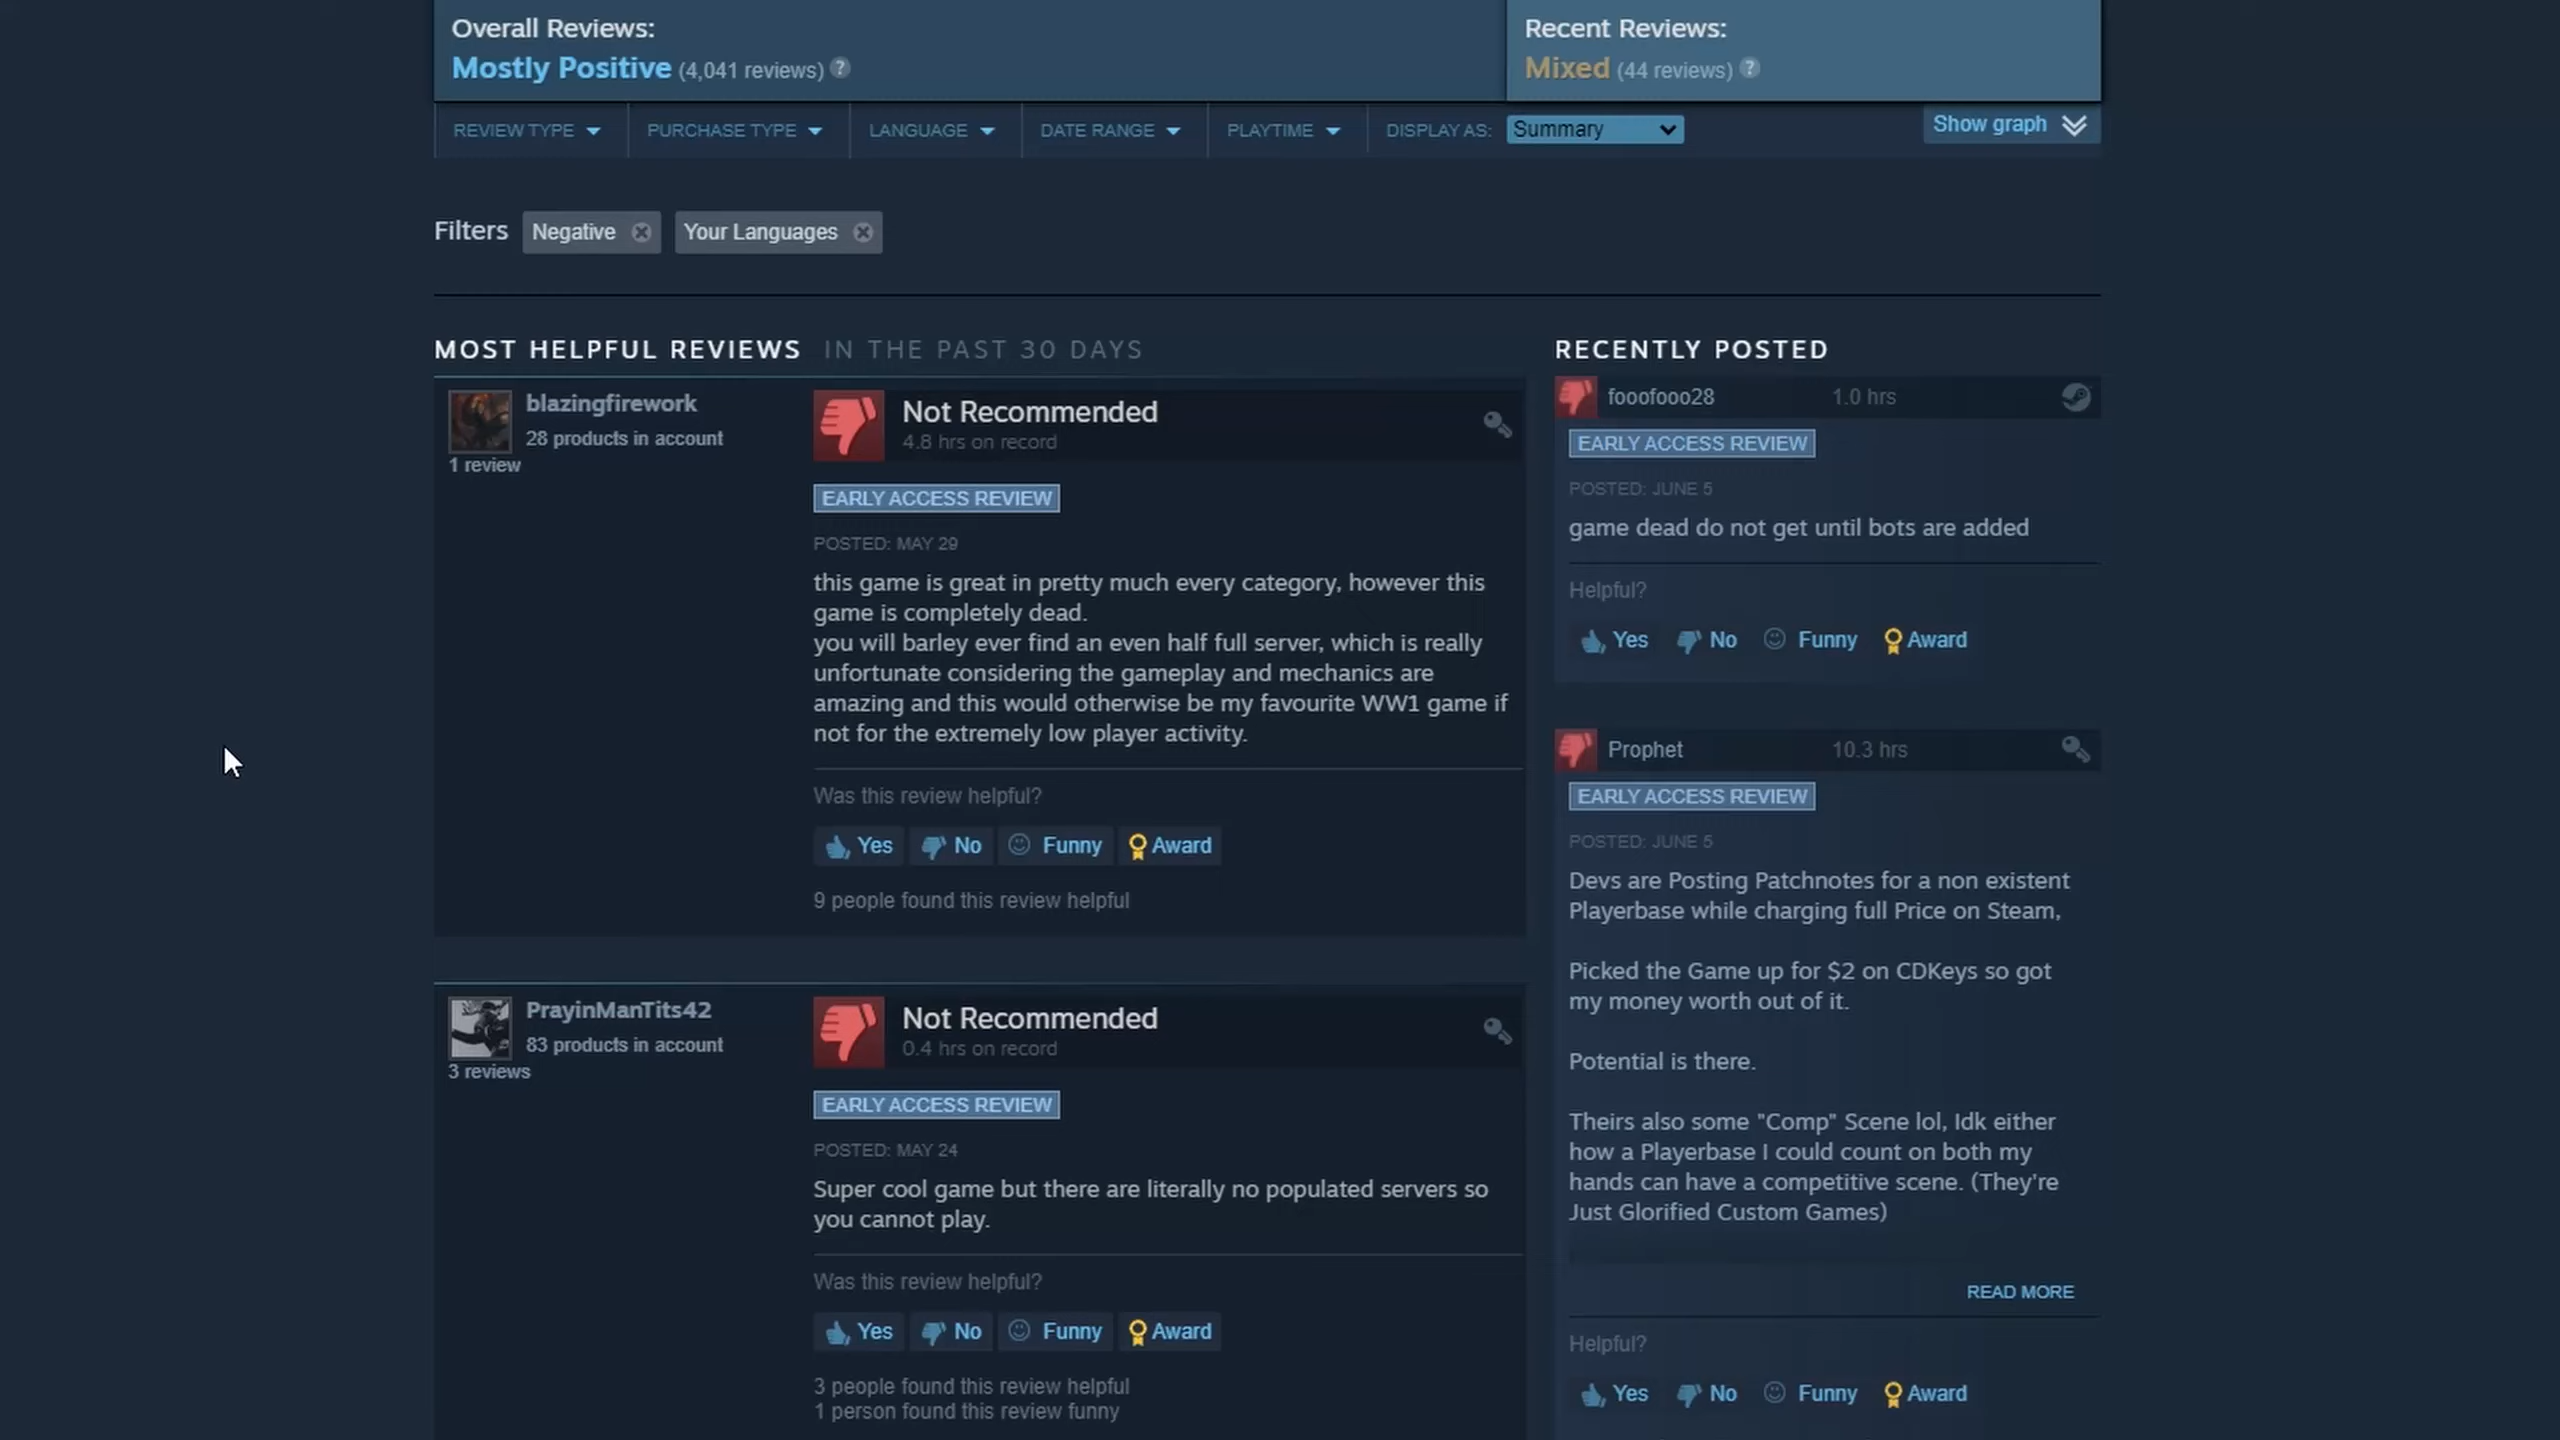 Overall Reviews:
Mostly Positive (4,041 reviews) ?
Recent Reviews:
Mixed (44 reviews) ?
REVIEW TYPE
PURCHASE TYPE
LANGUAGE
DATE RANGE
PLAYTIME
DISPLAY AS:
Summary
Show graph
Filters
Negative
Your Languages
MOST HELPFUL REVIEWS IN THE PAST 30 DAYS
blazingfirework
28 products in account
1 review
Not Recommended
4.8 hrs on record
EARLY ACCESS REVIEW
POSTED: MAY 29
this game is great in pretty much every category, however this
game is completely dead.
you will barley ever find an even half full server, which is really
unfortunate considering the gameplay and mechanics are
amazing and this would otherwise be my favourite WW1 game if
not for the extremely low player activity.
Was this review helpful?
Yes
No
Funny
Award
9 people found this review helpful
PrayinManTits42
83 products in account
3 reviews
Not Recommended
0.4 hrs on record
EARLY ACCESS REVIEW
POSTED: MAY 24
Super cool game but there are literally no populated servers so
you cannot play.
Was this review helpful?
Yes
No
Funny
Award
3 people found this review helpful
1 person found this review funny
RECENTLY POSTED
fooofooo28
1.0 hrs
EARLY ACCESS REVIEW
POSTED: JUNE 5
game dead do not get until bots are added
Helpful?
Yes
No
Funny
Award
Prophet
10.3 hrs
EARLY ACCESS REVIEW
POSTED: JUNE 5
Devs are Posting Patchnotes for a non existent
Playerbase while charging full Price on Steam,
Picked the Game up for $2 on CDKeys so got
my money worth out of it.
Potential is there.
Theirs also some "Comp" Scene lol, Idk either
how a Playerbase I could count on both my
hands can have a competitive scene. (They're
Just Glorified Custom Games)
READ MORE
Helpful?
Yes
No
Funny
Award